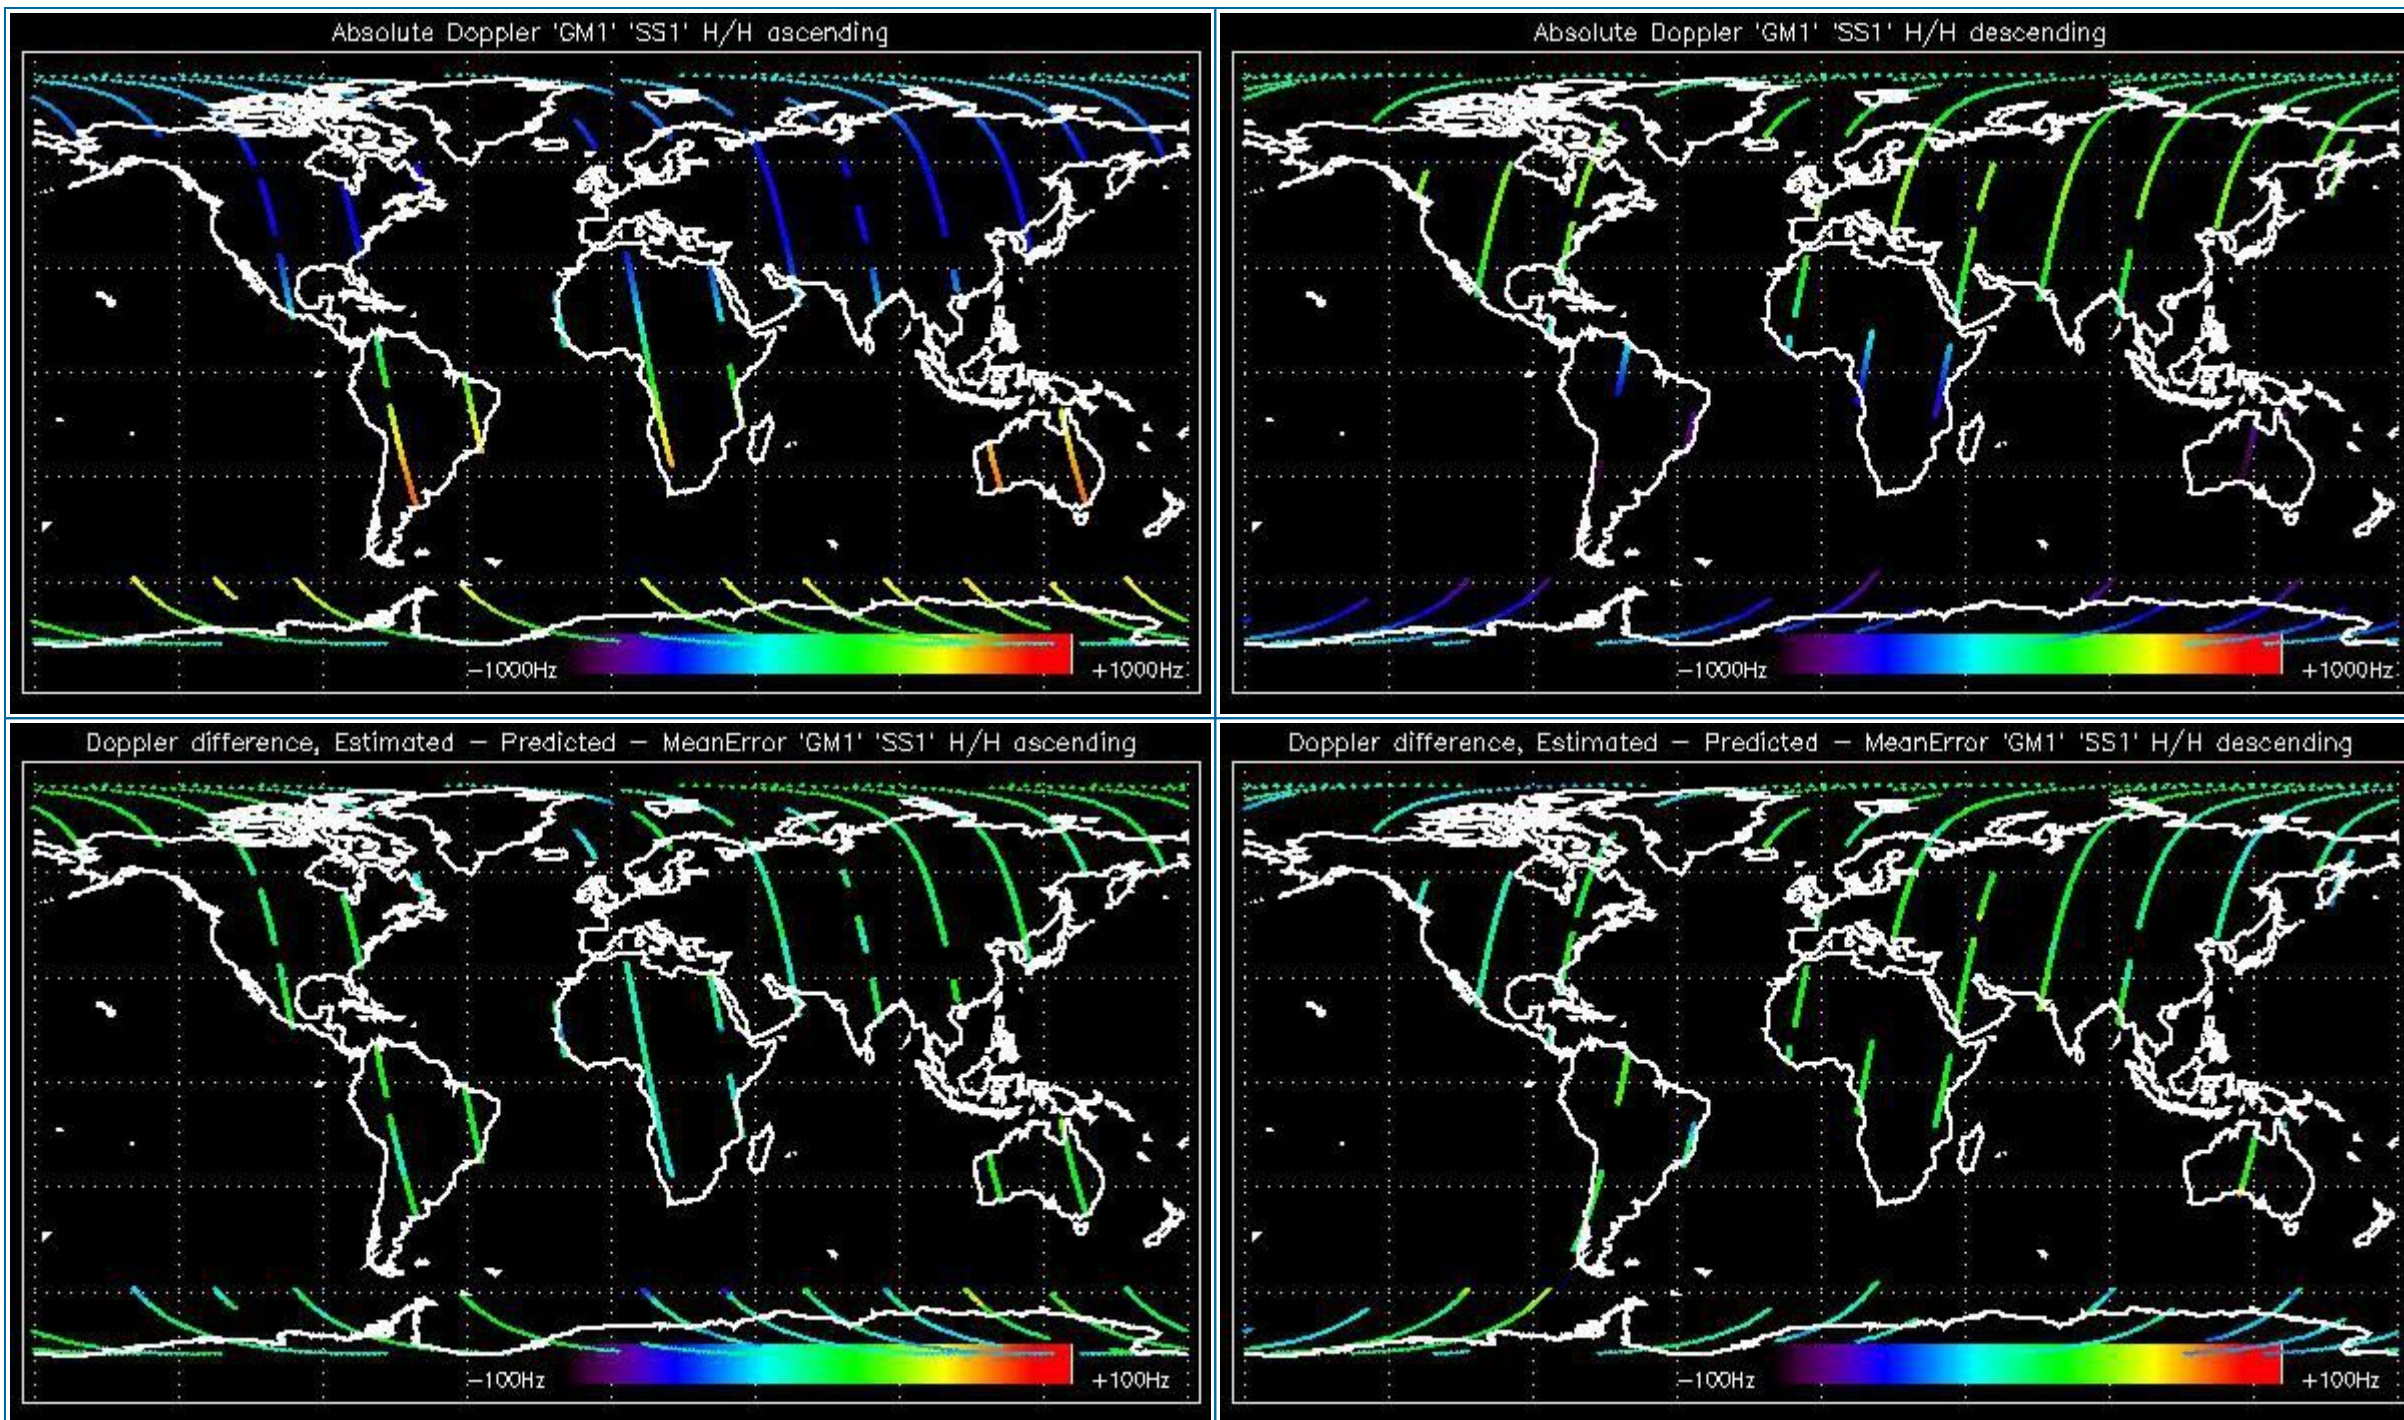 Absolute Doppler 'GM1' 'SS1' H/H ascending
−1000Hz
+1000Hz
Absolute Doppler 'GM1' 'SS1' H/H descending
−1000Hz
+1000Hz
Doppler difference, Estimated − Predicted − MeanError 'GM1' 'SS1' H/H ascending
−100Hz
+100Hz
Doppler difference, Estimated − Predicted − MeanError 'GM1' 'SS1' H/H descending
−100Hz
+100Hz